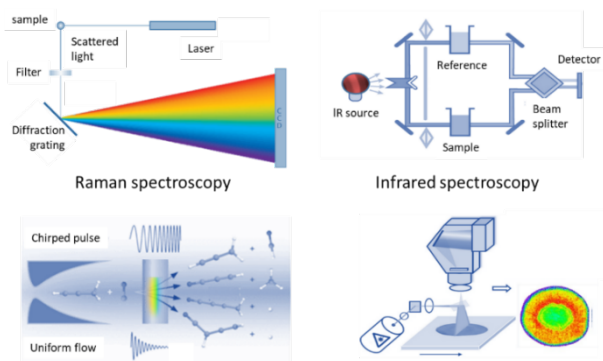 sample
Scattered
light
Laser
Filter
Diffraction
grating
Raman spectroscopy
Reference
Detector
IR source
Beam
splitter
Sample
Infrared spectroscopy
Chirped pulse
Uniform flow